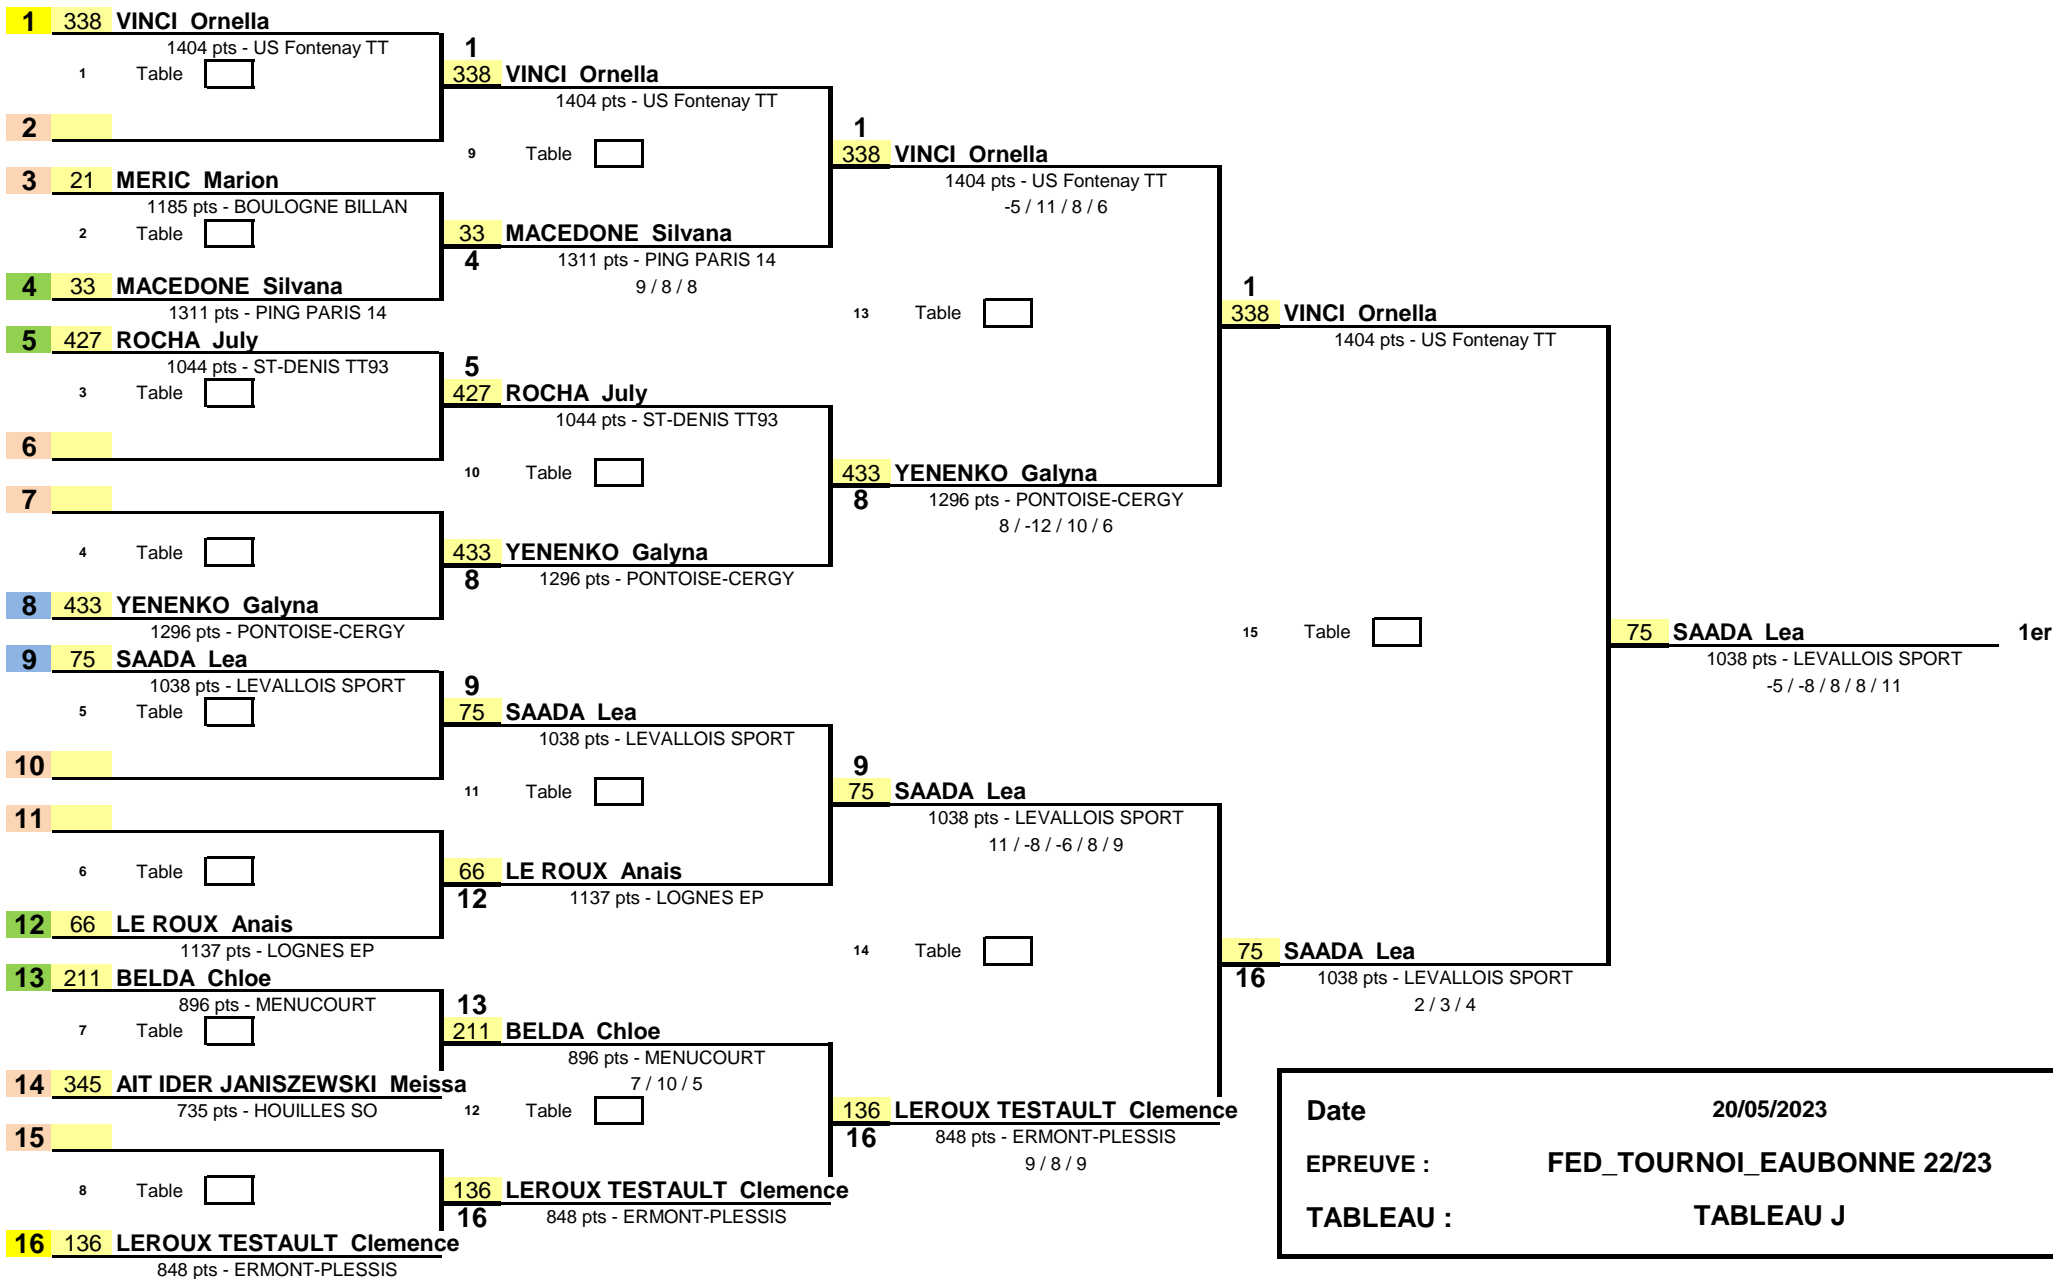 1 338 VINCI Ornella
1404 pts - US Fontenay TT
1 Table
2
3 21 MERIC Marion
1185 pts - BOULOGNE BILLAN
2 Table
4 33 MACEDONE Silvana
1311 pts - PING PARIS 14
5 427 ROCHA July
1044 pts - ST-DENIS TT93
3 Table
6
7
4 Table
8 433 YENENKO Galyna
1296 pts - PONTOISE-CERGY
9 75 SAADA Lea
1038 pts - LEVALLOIS SPORT
5 Table
10
11
6 Table
12 66 LE ROUX Anais
1137 pts - LOGNES EP
13 211 BELDA Chloe
896 pts - MENUCOURT
7 Table
14 345 AIT IDER JANISZEWSKI Meissa
735 pts - HOUILLES SO
15
8 Table
16 136 LEROUX TESTAULT Clemence
848 pts - ERMONT-PLESSIS
1
338 VINCI Ornella
1404 pts - US Fontenay TT
9 Table
33 MACEDONE Silvana
4 1311 pts - PING PARIS 14
9 / 8 / 8
5
427 ROCHA July
1044 pts - ST-DENIS TT93
10 Table
433 YENENKO Galyna
8 1296 pts - PONTOISE-CERGY
9
75 SAADA Lea
1038 pts - LEVALLOIS SPORT
11 Table
66 LE ROUX Anais
12 1137 pts - LOGNES EP
13
211 BELDA Chloe
896 pts - MENUCOURT
7 / 10 / 5
12 Table
136 LEROUX TESTAULT Clemence
16 848 pts - ERMONT-PLESSIS
1
338 VINCI Ornella
1404 pts - US Fontenay TT
-5 / 11 / 8 / 6
13 Table
433 YENENKO Galyna
8 1296 pts - PONTOISE-CERGY
8 / -12 / 10 / 6
9
75 SAADA Lea
1038 pts - LEVALLOIS SPORT
11 / -8 / -6 / 8 / 9
14 Table
136 LEROUX TESTAULT Clemence
16 848 pts - ERMONT-PLESSIS
9 / 8 / 9
1
338 VINCI Ornella
1404 pts - US Fontenay TT
15 Table
75 SAADA Lea
16 1038 pts - LEVALLOIS SPORT
2 / 3 / 4
75 SAADA Lea 1er
1038 pts - LEVALLOIS SPORT
-5 / -8 / 8 / 8 / 11
Date 20/05/2023
EPREUVE : FED_TOURNOI_EAUBONNE 22/23
TABLEAU : TABLEAU J